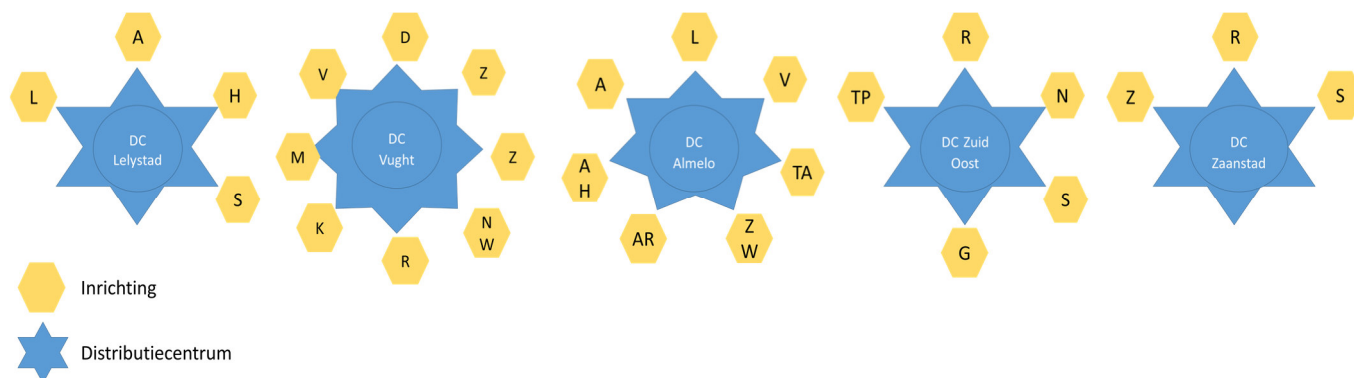 A
L
H
DC
Lelystad
S
D
V
Z
DC
Vught
M
Z
K
N
W
R
L
A
V
DC
Almelo
A
H
TA
AR
Z
W
R
TP
N
DC Zuid
Oost
S
G
R
Z
S
DC
Zaanstad
Inrichting
Distributiecentrum